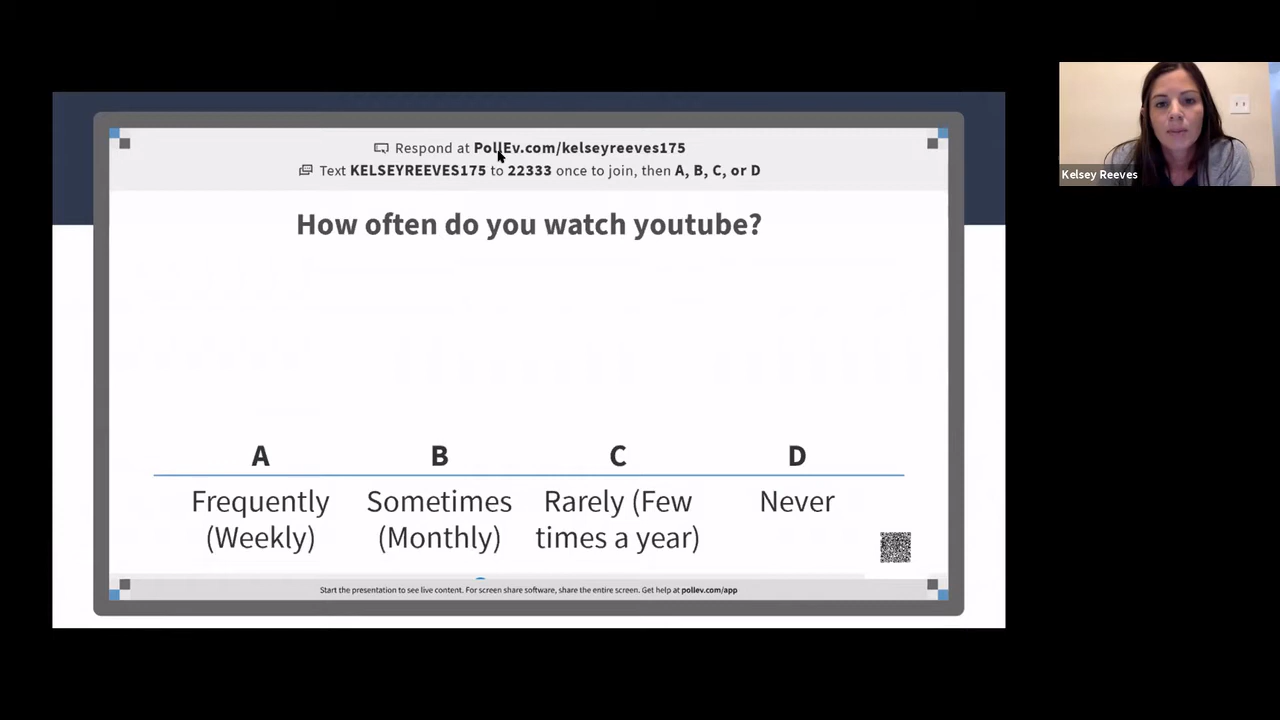 Respond at PollEv.com/kelseyreeves175
Text KELSEYREEVES175 to 22333 once to join, then A, B, C, or D
How often do you watch youtube?
A
B
C
D
Frequently (Weekly)
Sometimes (Monthly)
Rarely (Few times a year)
Never
Start the presentation to see live content. For screen share software, share the entire screen. Get help at pollev.com/app
Kelsey Reeves